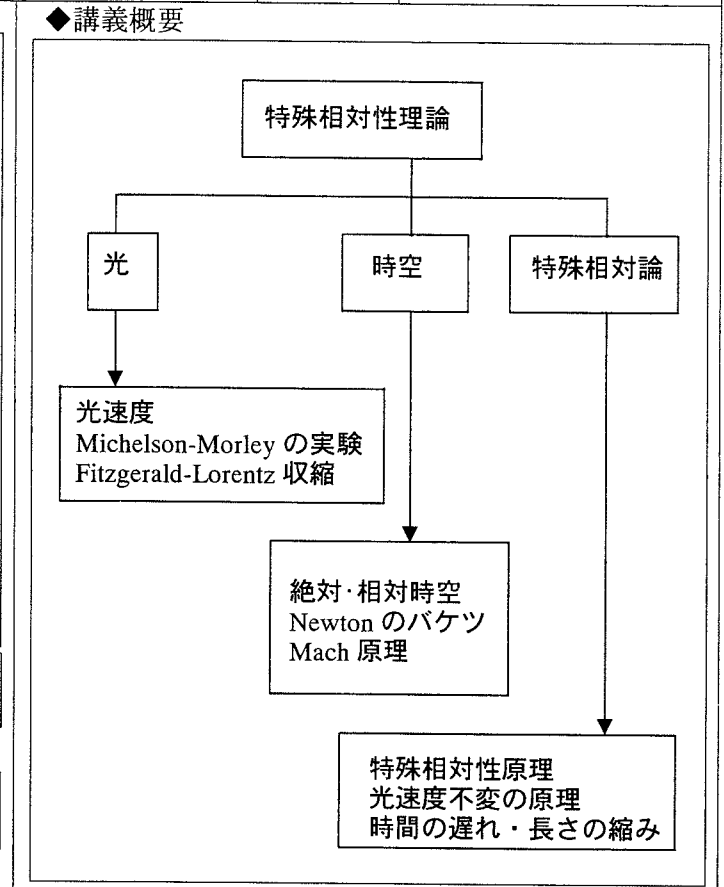 ◆講義概要
特殊相対性理論
光
時空
特殊相対論
光速度
Michelson-Morley の実験
Fitzgerald-Lorentz 収縮
絶対·相対時空
Newton のバケツ
Mach 原理
特殊相対性原理
光速度不変の原理
時間の遅れ・長さの縮み